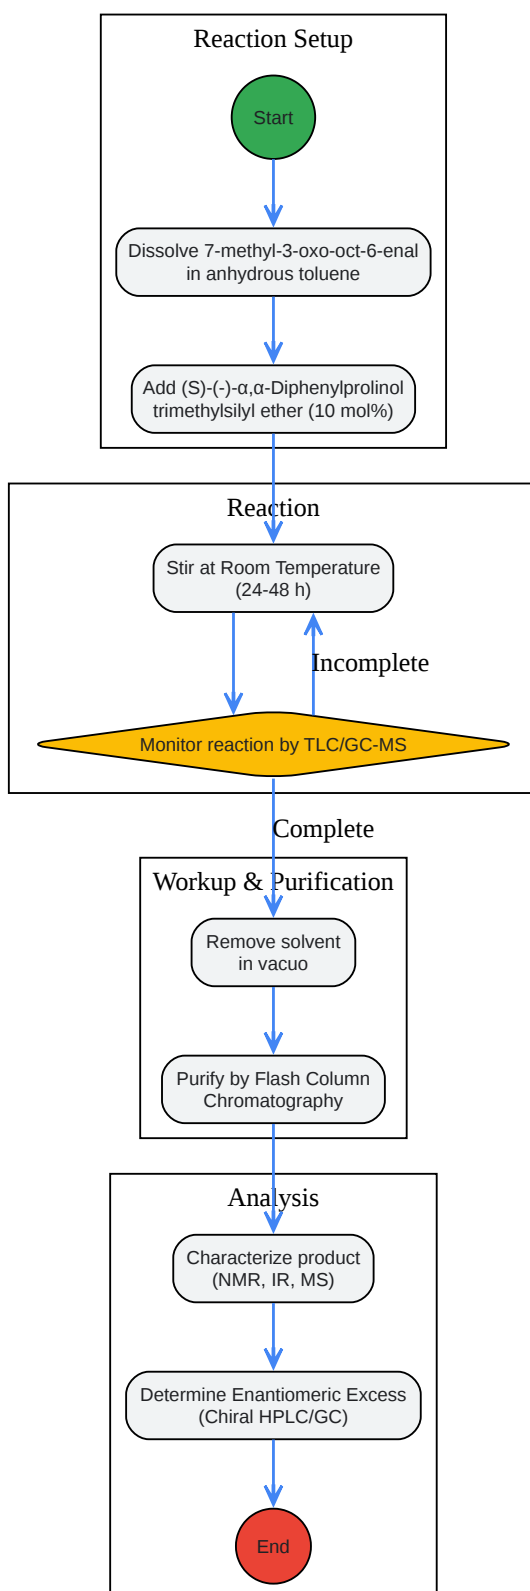 Reaction Setup
Start
Dissolve 7-methyl-3-oxo-oct-6-enal
in anhydrous toluene
Add (S)-(-)-α,α-Diphenylprolinol
trimethylsilyl ether (10 mol%)
Reaction
Stir at Room Temperature
(24-48 h)
Incomplete
Monitor reaction by TLC/GC-MS
Complete
Workup & Purification
Remove solvent
in vacuo
Purify by Flash Column
Chromatography
Analysis
Characterize product
(NMR, IR, MS)
Determine Enantiomeric Excess
(Chiral HPLC/GC)
End